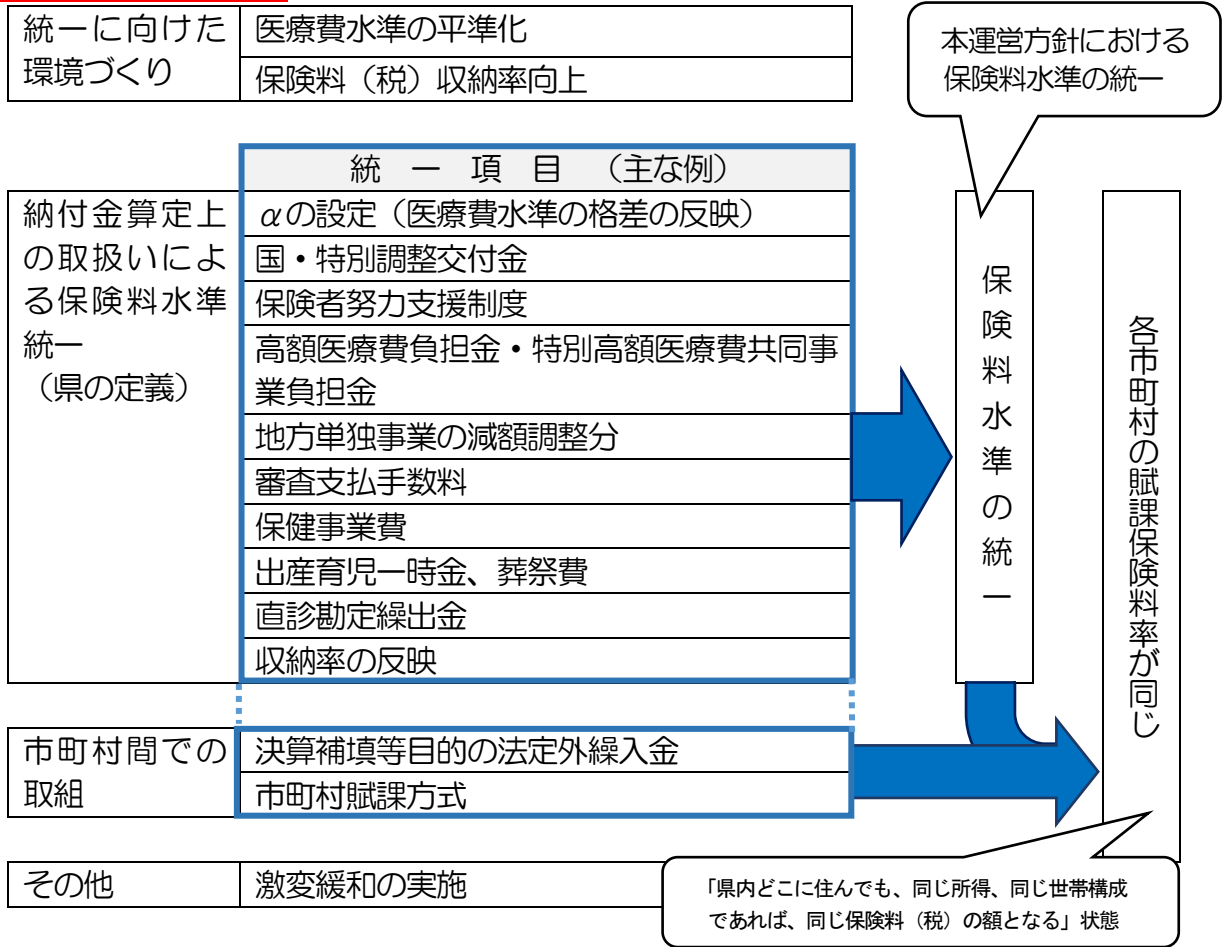 統一に向けた
環境づくり
医療費水準の平準化
保険料（税）収納率向上
本運営方針における
保険料水準の統一
統　一　項　目　（主な例）
納付金算定上
の取扱いによ
る保険料水準
統一
（県の定義）
αの設定（医療費水準の格差の反映）
国・特別調整交付金
保険者努力支援制度
高額医療費負担金・特別高額医療費共同事
業負担金
地方単独事業の減額調整分
審査支払手数料
保健事業費
出産育児一時金、葬祭費
直診勘定繰出金
収納率の反映
保険料水準の統一
各市町村の賦課保険料率が同じ
市町村間での
取組
決算補填等目的の法定外繰入金
市町村賦課方式
その他
激変緩和の実施
「県内どこに住んでも、同じ所得、同じ世帯構成
であれば、同じ保険料（税）の額となる」状態